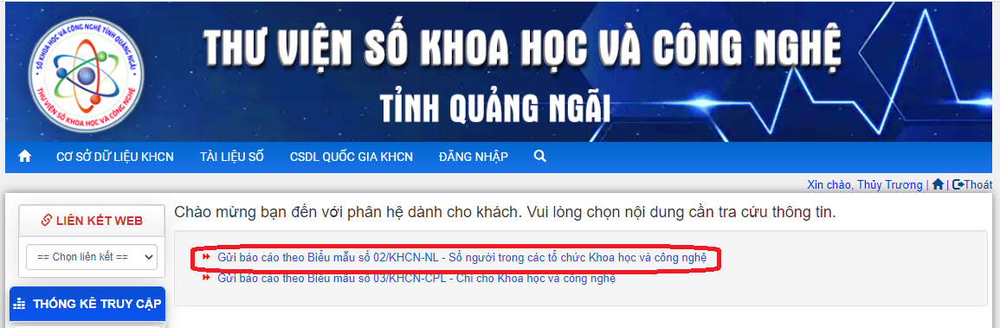 SỞ KHOA HỌC VÀ CÔNG NGHỆ TỈNH QUẢNG NGÃI
THƯ VIỆN SỐ KHOA HỌC VÀ CÔNG NGHỆ
THƯ VIỆN SỐ KHOA HỌC VÀ CÔNG NGHỆ
TỈNH QUẢNG NGÃI
CƠ SỞ DỮ LIỆU KHCN TÀI LIỆU SỐ CSDL QUỐC GIA KHCN ĐĂNG NHẬP
Xin chào, Thủy Trương | | Thoát
LIÊN KẾT WEB
== Chọn liên kết ==
THỐNG KÊ TRUY CẬP
Chào mừng bạn đến với phân hệ dành cho khách. Vui lòng chọn nội dung cần tra cứu thông tin.
Gửi báo cáo theo Biểu mẫu số 02/KHCN-NL - Số người trong các tổ chức Khoa học và công nghệ
Gửi báo cáo theo Biểu mẫu số 03/KHCN-CPL - Chi cho Khoa học và công nghệ